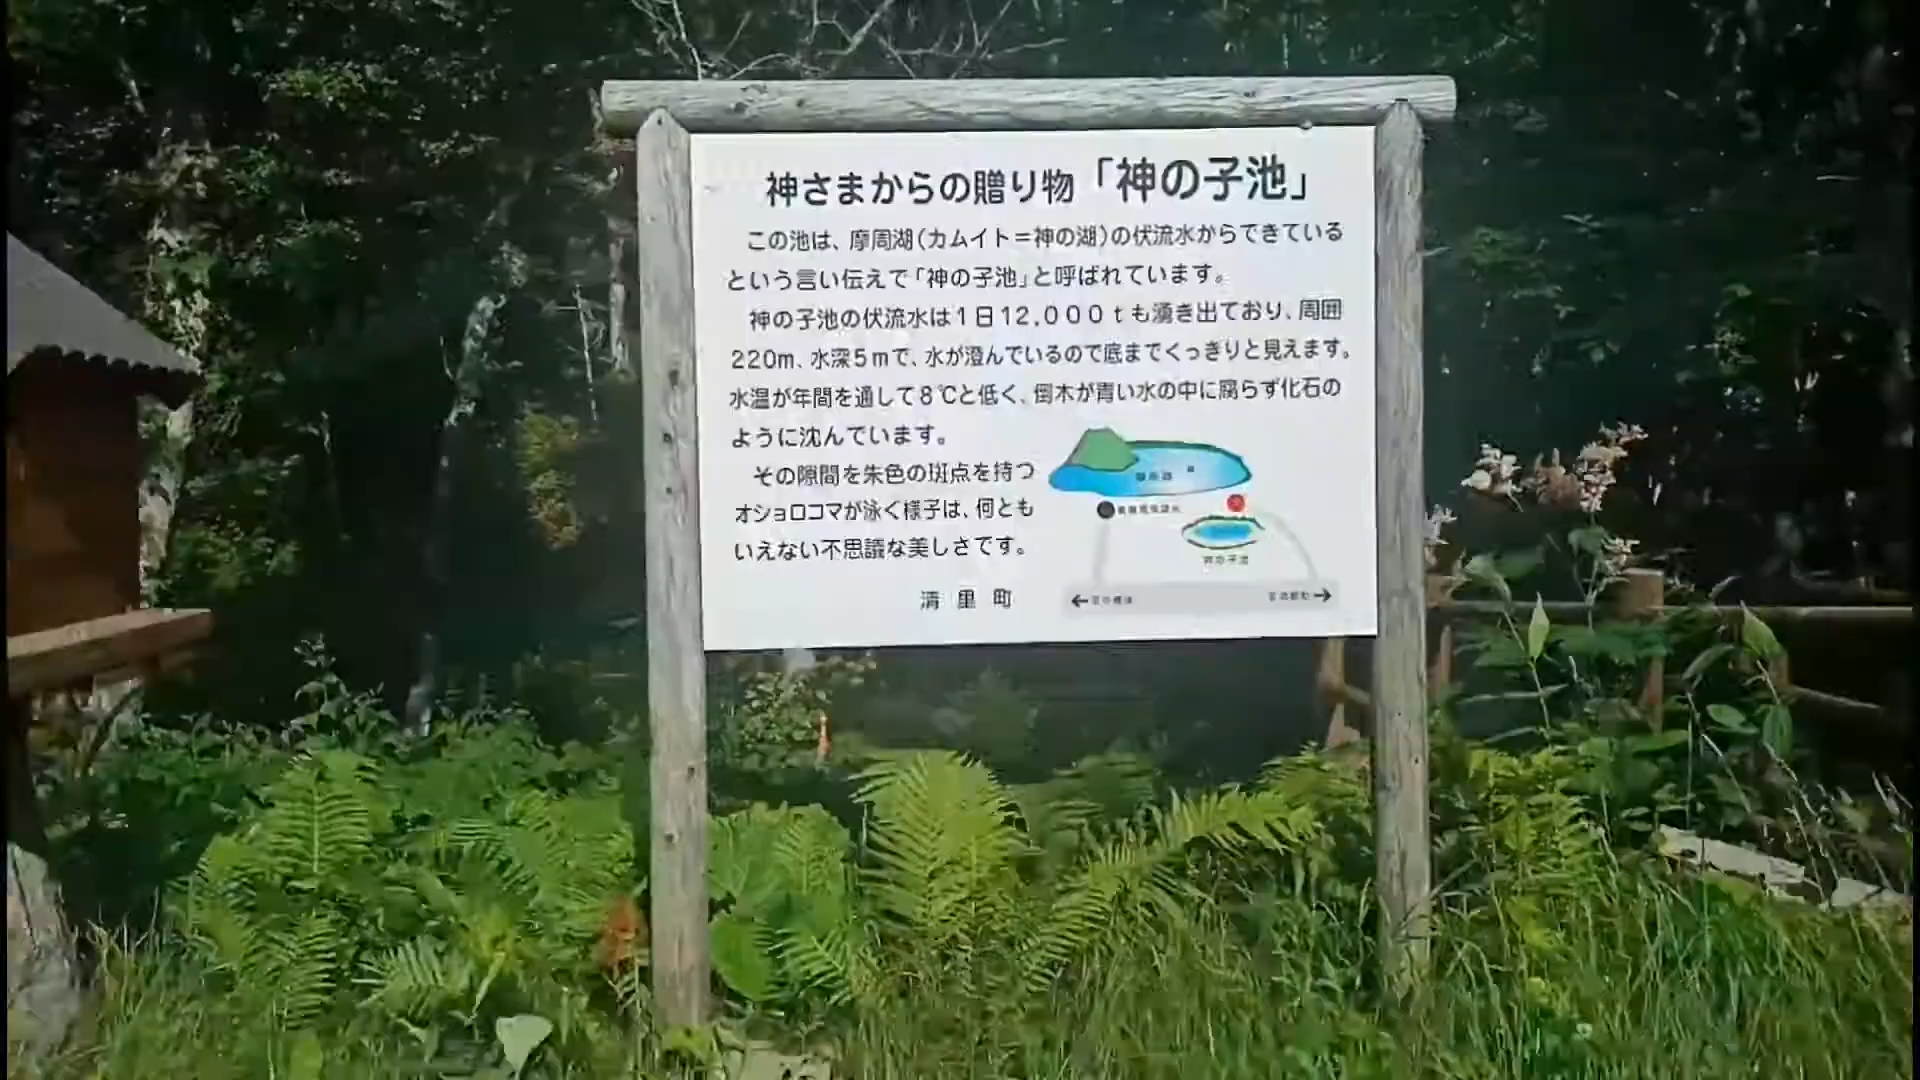 神さまからの贈り物「神の子池」
この池は、摩周湖(カムイト=神の湖)の伏流水からできている
という言い伝えで「神の子池」と呼ばれています。
神の子池の伏流水は1日12,000tも湧き出ており、周囲
220m、水深5mで、水が澄んでいるので底までくっきりと見えます。
水温が年間を通して8℃と低く、倒木が青い水の中に腐らず化石の
ように沈んでいます。
その隙間を朱色の斑点を持つ
オショロコマが泳ぐ様子は、何とも
いえない不思議な美しさです。
清里町
摩周湖
神の子池